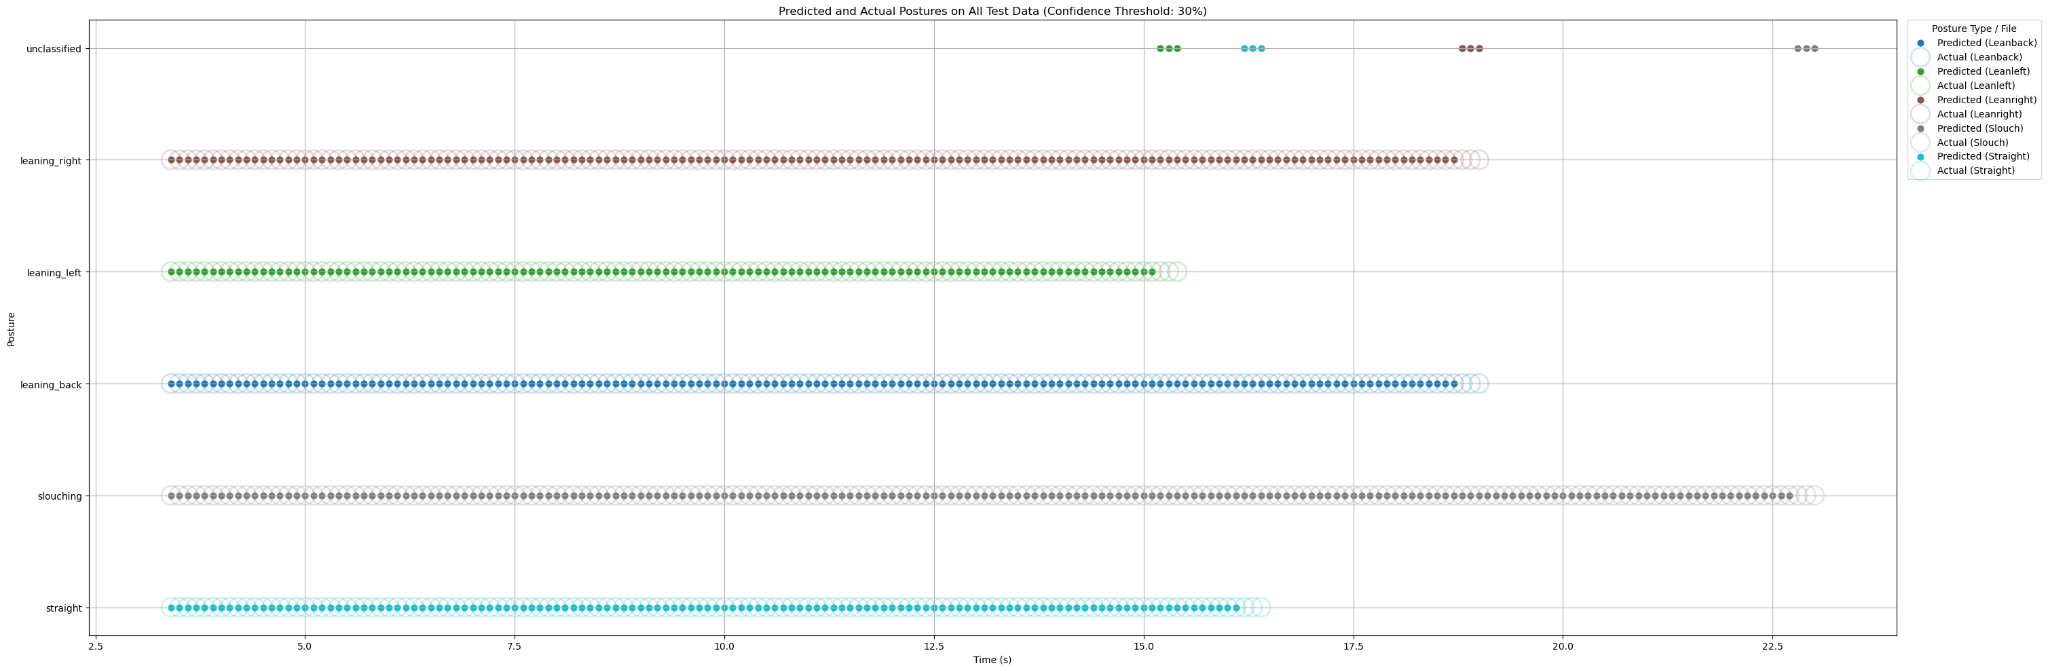 Predicted and Actual Postures on All Test Data (Confidence Threshold: 30%)
Posture Type / File
Predicted (Leanback)
Actual (Leanback)
Predicted (Leanleft)
Actual (Leanleft)
Predicted (Leanright)
Actual (Leanright)
Predicted (Slouch)
Actual (Slouch)
Predicted (Straight)
Actual (Straight)
Posture
unclassified
leaning_right
leaning_left
leaning_back
slouching
straight
2.5 5.0 7.5 10.0 12.5 15.0 17.5 20.0 22.5
Time (s)